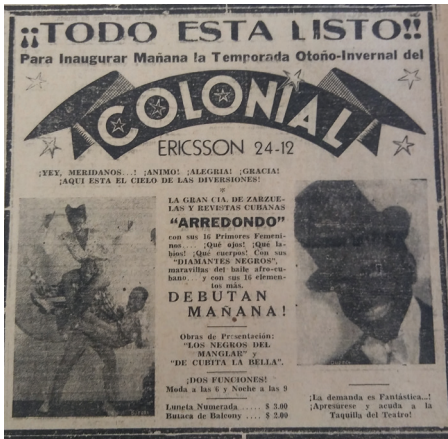 ¡¡TODO ESTA LISTO!!
Para Inaugurar Mañana la Temporada Otoño-Invernal del
COLONIAL
ERICSSON 24-12
¡YEY, MERIDANOS...! ¡ANIMO! ¡ALEGRIA! ¡GRACIA!
¡AQUI ESTA EL CIELO DE LAS DIVERSIONES!
LA GRAN CIA. DE ZARZUE-
LAS Y REVISTAS CUBANAS
"ARREDONDO"
con sus 16 Primores Femeni-
nas.... ¡Qué ojos! ¡Qué la-
bios! ¡Qué cuerpos! Con sus
"DIAMANTES NEGROS",
maravillas del baile afro-cu-
bano... y con sus 16 elemen-
tos más.
DEBUTAN
MAÑANA!
Obras de Presentación:
"LOS NEGROS DEL
MANGLAR" y
"DE CUBITA LA BELLA".
¡DOS FUNCIONES!
Moda a las 6 y Noche a las 9
Luneta Numerada ..... $ 3.00
Butaca de Balcony .... $ 2.00
¡La demanda es Fantástica...!
¡Apresúrese y acuda a la
Taquilla del Teatro!